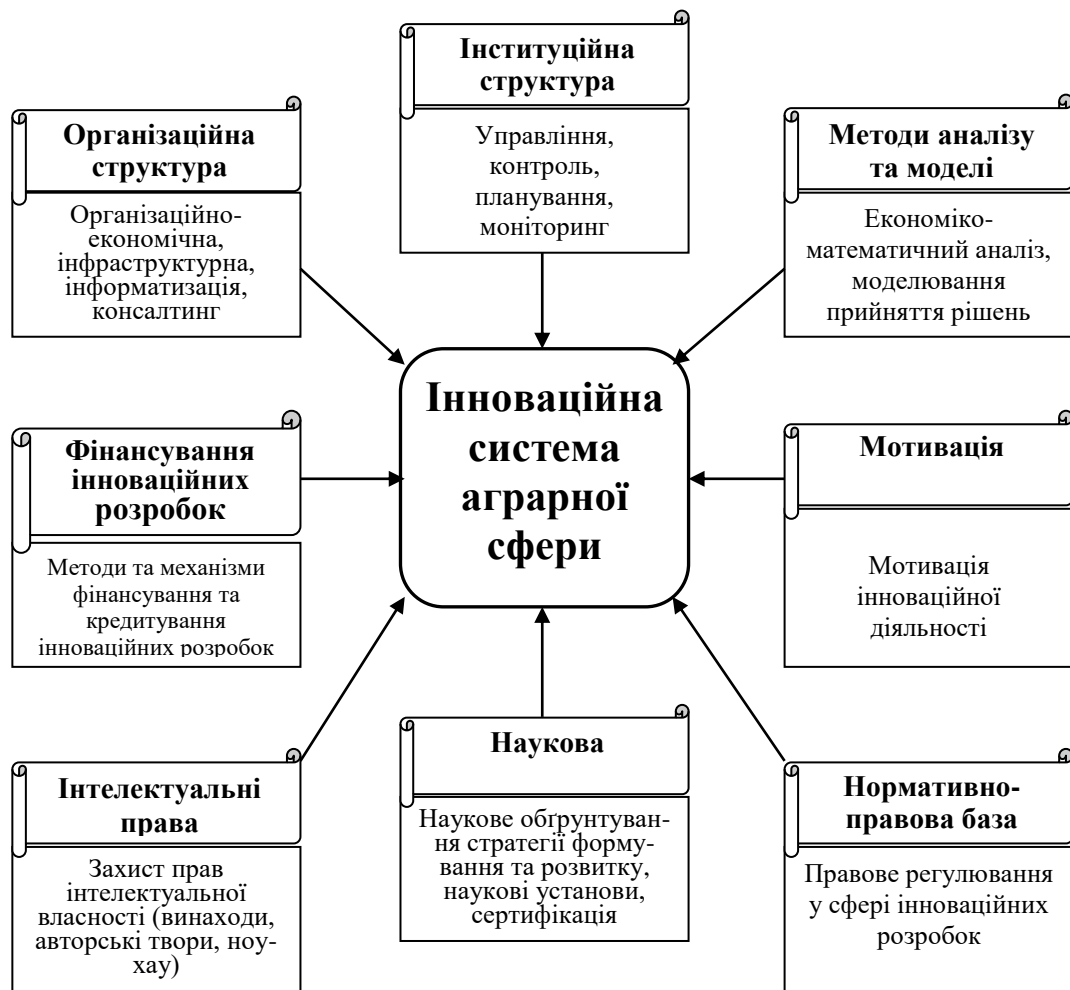 Інституційна
структура
Управління,
контроль,
планування,
моніторинг
Організаційна
структура
Організаційно-
економічна,
інфраструктурна,
інформатизація,
консалтинг
Методи аналізу
та моделі
Економіко-
математичний аналіз,
моделювання
прийняття рішень
Інноваційна
система
аграрної
сфери
Фінансування
інноваційних
розробок
Методи та механізми
фінансування та
кредитування
інноваційних розробок
Мотивація
Мотивація
інноваційної
діяльності
Інтелектуальні
права
Захист прав
інтелектуальної
власності (винаходи,
авторські твори, ноу-
хау)
Наукова
Наукове обґрунтуван-
ня стратегії форму-
вання та розвитку,
наукові установи,
сертифікація
Нормативно-
правова база
Правове регулювання
у сфері інноваційних
розробок